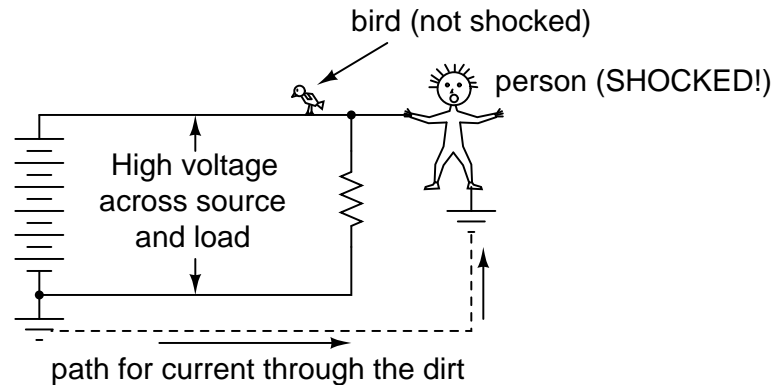 bird (not shocked)
person (SHOCKED!)
High voltage
across source
and load
path for current through the dirt